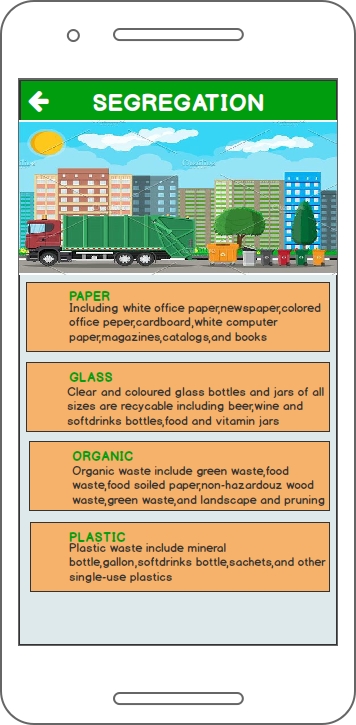 SEGREGATION
PAPER
Including white office paper,newspaper,colored
office peper,cardboard,white computer
paper,magazines,catalogs,and books
GLASS
Clear and coloured glass bottles and jars of all
sizes are recycable including beer,wine and
softdrinks bottles,food and vitamin jars
ORGANIC
Organic waste include green waste,food
waste,food soiled paper,non-hazardouz wood
waste,green waste,and landscape and pruning
PLASTIC
Plastic waste include mineral
bottle,gallon,softdrinks bottle,sachets,and other
single-use plastics